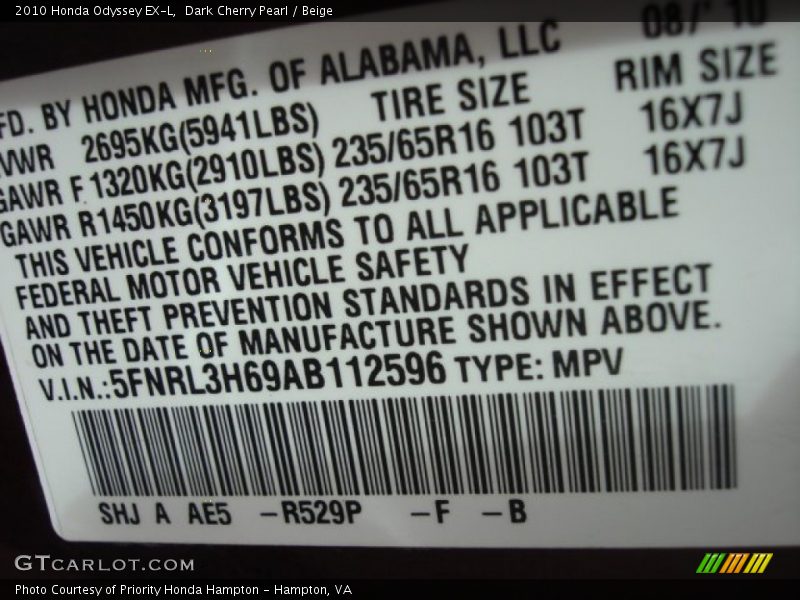 2010 Honda Odyssey EX-L,  Dark Cherry Pearl / Beige
FD. BY HONDA MFG. OF ALABAMA, LLC 08/'10
VWR 2695KG(5941LBS) TIRE SIZE RIM SIZE
GAWR F 1320KG(2910LBS) 235/65R16 103T 16X7J
GAWR R1450KG(3197LBS) 235/65R16 103T 16X7J
THIS VEHICLE CONFORMS TO ALL APPLICABLE
FEDERAL MOTOR VEHICLE SAFETY
AND THEFT PREVENTION STANDARDS IN EFFECT
ON THE DATE OF MANUFACTURE SHOWN ABOVE.
V.I.N.:5FNRL3H69AB112596 TYPE: MPV
SHJ A AE5 -R529P -F -B
GTCARLOT.COM
Photo Courtesy of Priority Honda Hampton - Hampton, VA